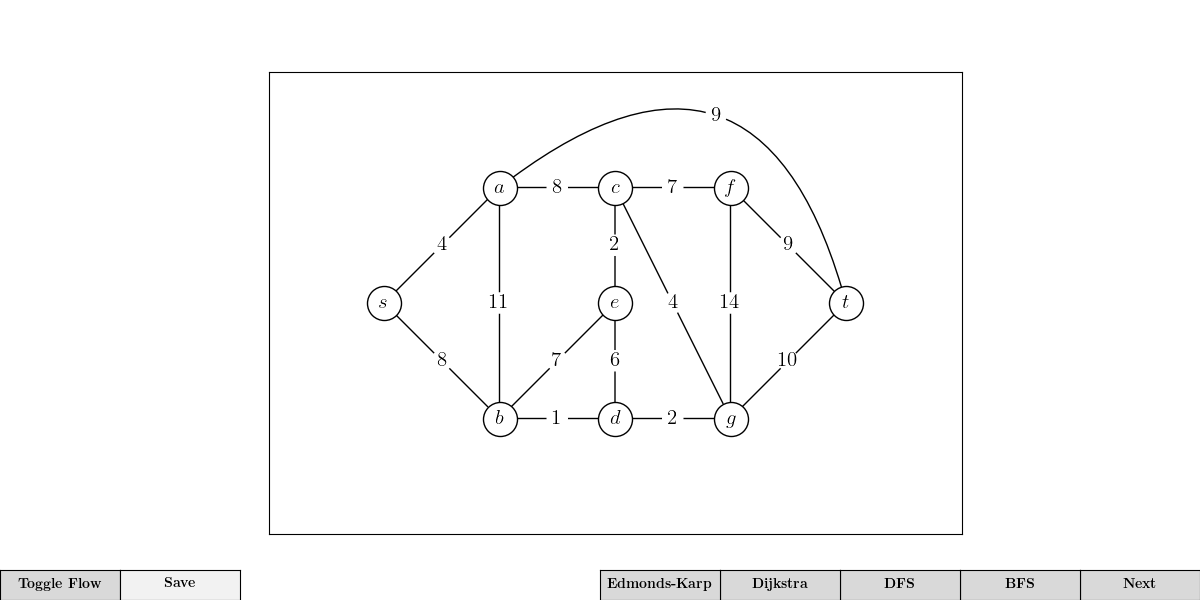 9
a 8 c 7 f
4 2 9
s 11 e 4 14 t
8 7 6 10
b 1 d 2 g
Toggle Flow Save Edmonds-Karp Dijkstra DFS BFS Next